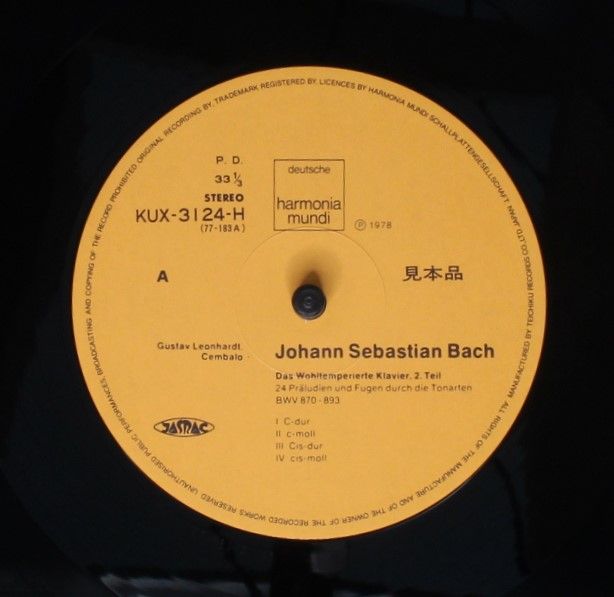 P. D.
33 1/3
STEREO
KUX-3124-H
(77-183A)
deutsche
harmonia
mundi
Ⓟ 1978
A
見本品
Gustav Leonhardt,
Cembalo
Johann Sebastian Bach
Das Wohltemperierte Klavier, 2. Teil
24 Präludien und Fugen durch die Tonarten
BWV 870-893
I C-dur
II c-moll
III Cis-dur
IV cis-moll
JASRAC
ORIGINAL RECORDING BY, TRADEMARK REGISTERED BY, LICENCES BY HARMONIA MUNDI SCHALLPLATTENGESELLSCHAFT. MANUFACTURED BY TEICHIKU RECORDS CO. LTD. JAPAN. ALL RIGHTS OF THE MANUFACTURE AND OF THE OWNER OF THE RECORDED WORKS RESERVED. UNAUTHORISED PUBLIC PERFORMANCES, BROADCASTING AND COPYING OF THE RECORD PROHIBITED